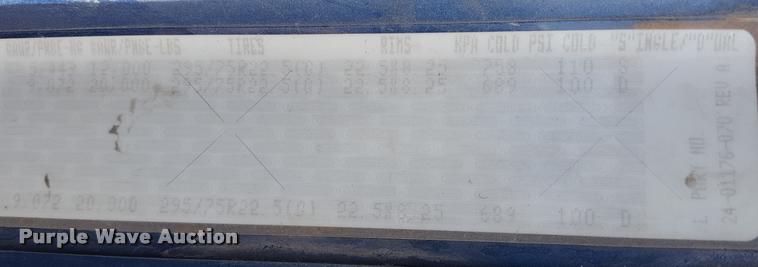 GAWR/PNBE-KG GAWR/PNBE-LBS TIRES RIMS KPA COLD PSI COLD "S"INGLE/"D"UAL
5.443 12.000 295/75R22.5(G) 22.5X8.25 758 110 S
9.072 20.000 295/75R22.5(G) 22.5X8.25 689 100 D
9.072 20.000 295/75R22.5(G) 22.5X8.25 689 100 D
PART NO. 24-01176-070 REV A
Purple Wave Auction